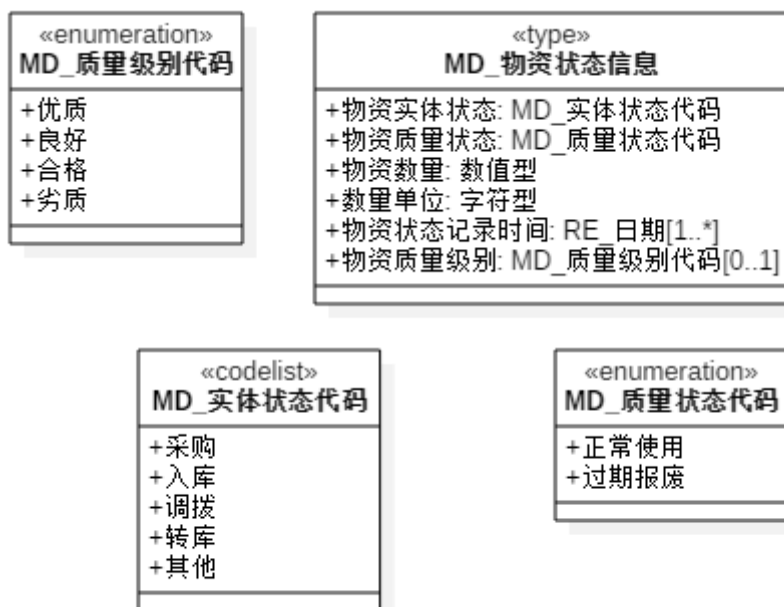 «enumeration»
MD_质量级别代码
+优质
+良好
+合格
+劣质
«type»
MD_物资状态信息
+物资实体状态: MD_实体状态代码
+物资质量状态: MD_质量状态代码
+物资数量: 数值型
+数量单位: 字符型
+物资状态记录时间: RE_日期[1..*]
+物资质量级别: MD_质量级别代码[0..1]
«codelist»
MD_实体状态代码
+采购
+入库
+调拨
+转库
+其他
«enumeration»
MD_质量状态代码
+正常使用
+过期报废